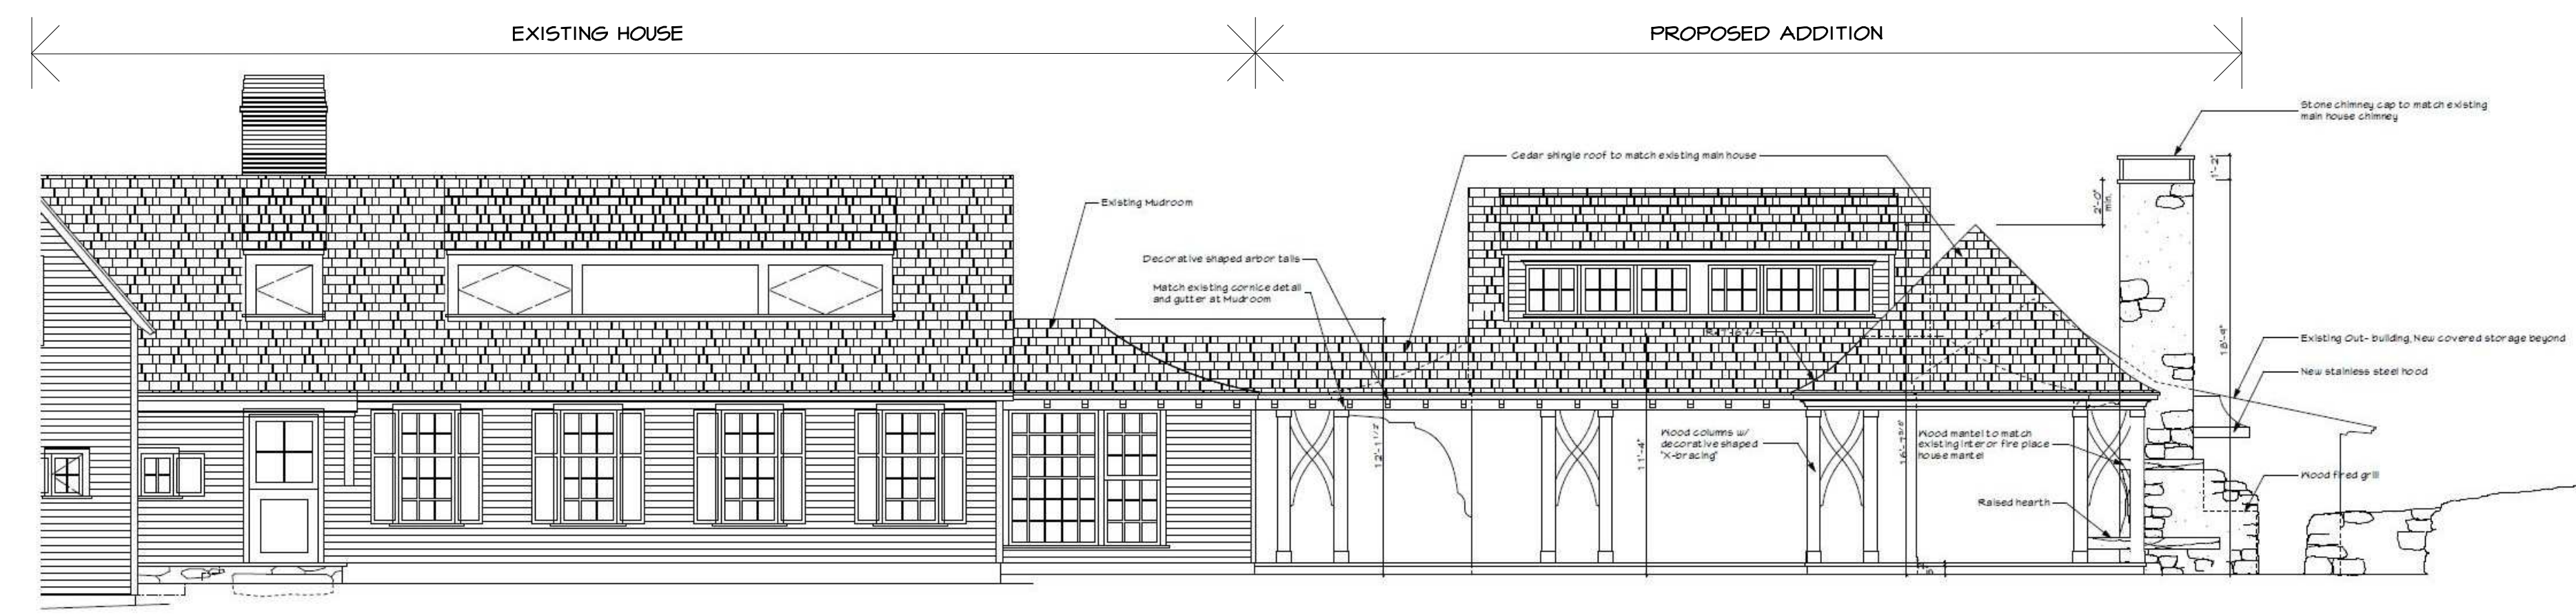 EXISTING HOUSE
PROPOSED ADDITION
Stone chimney cap to match existing
main house chimney
1'-2"
Cedar shingle roof to match existing main house
2'-0"
min.
Existing Mudroom
Decorative shaped arbor tails
Match existing cornice detail
and gutter at Mudroom
18'-4"
Existing Out- building, New covered storage beyond
New stainless steel hood
12'-1 1/2"
11'-4"
Wood columns w/
decorative shaped
"X-bracing"
Wood mantel to match
existing interior fire place
house mantel
Wood fired grill
Raised hearth